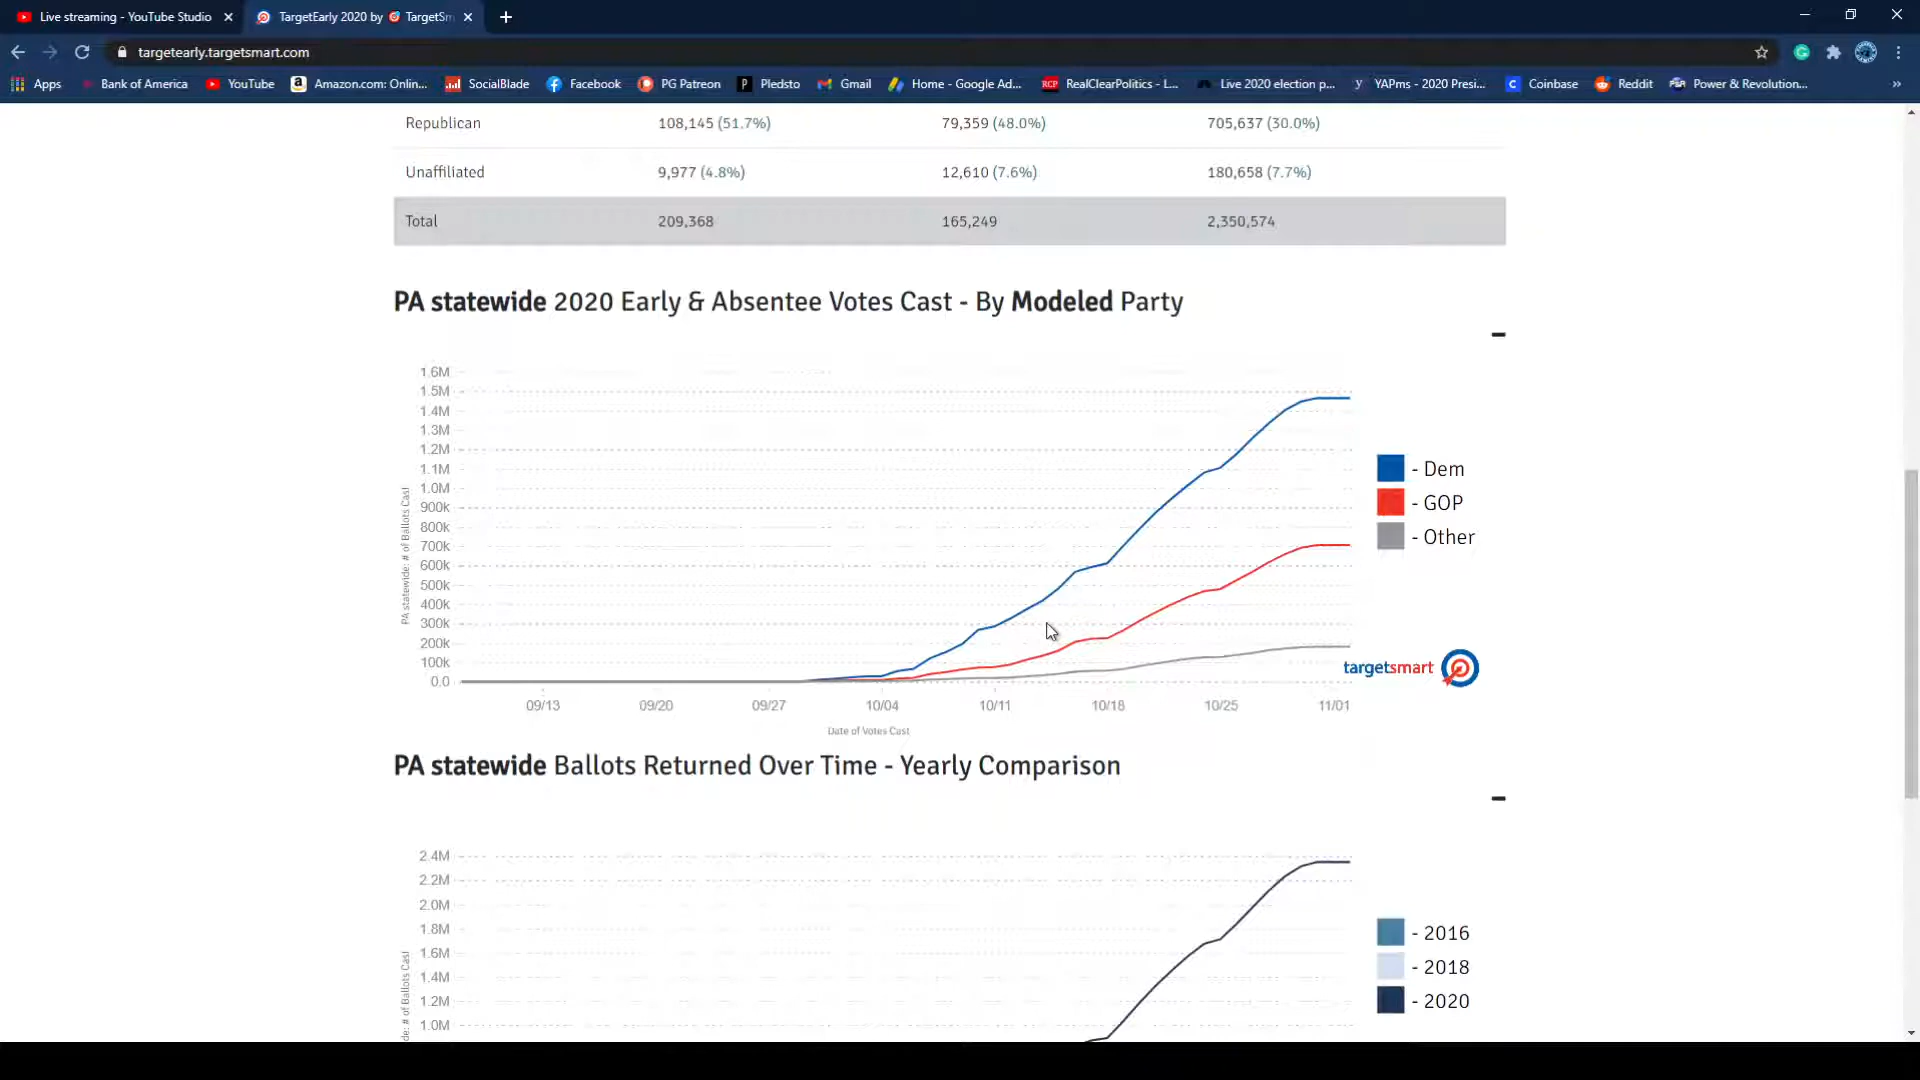 Live streaming - YouTube Studio
TargetEarly 2020 by TargetSm
targetearly.targetsmart.com
Apps Bank of America YouTube Amazon.com: Onlin... SocialBlade Facebook PG Patreon Pledsto Gmail Home - Google Ad... RealClearPolitics - L... Live 2020 election p... YAPms - 2020 Presi... Coinbase Reddit Power & Revolution...
Republican 108,145 (51.7%) 79,359 (48.0%) 705,637 (30.0%)
Unaffiliated 9,977 (4.8%) 12,610 (7.6%) 180,658 (7.7%)
Total 209,368 165,249 2,350,574
PA statewide 2020 Early & Absentee Votes Cast - By Modeled Party
1.6M
1.5M
1.4M
1.3M
1.2M
1.1M
1.0M
900k
800k
700k
600k
500k
400k
300k
200k
100k
0.0
PA statewide: # of Ballots Cast
- Dem
- GOP
- Other
targetsmart
09/13 09/20 09/27 10/04 10/11 10/18 10/25 11/01
Date of Votes Cast
PA statewide Ballots Returned Over Time - Yearly Comparison
2.4M
2.2M
2.0M
1.8M
1.6M
1.4M
1.2M
1.0M
# of Ballots Cast
- 2016
- 2018
- 2020